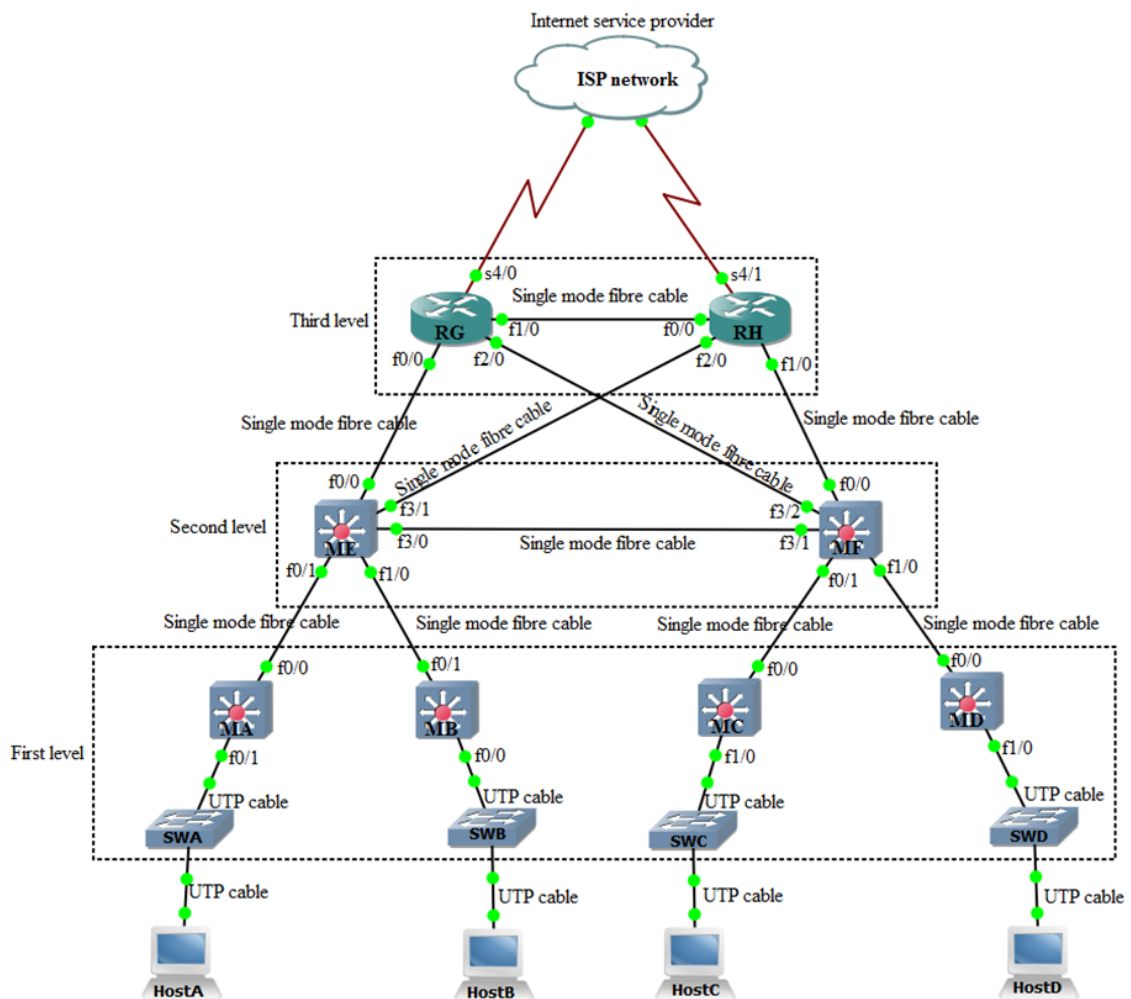 Internet service provider
ISP network
s4/0
s4/1
Single mode fibre cable
Third level
RG
f1/0
f0/0
RH
f0/0
f2/0
f2/0
f1/0
Single mode fibre cable
Single mode fibre cable
Single mode fibre cable
Single mode fibre cable
f0/0
f0/0
f3/1
f3/2
Second level
ME
f3/0
f3/1
MF
Single mode fibre cable
f0/1
f1/0
f0/1
f1/0
Single mode fibre cable
Single mode fibre cable
Single mode fibre cable
Single mode fibre cable
f0/0
f0/1
f0/0
f0/0
MA
MB
MC
MD
First level
f0/1
f0/0
f1/0
f1/0
UTP cable
UTP cable
UTP cable
UTP cable
SWA
SWB
SWC
SWD
UTP cable
UTP cable
UTP cable
UTP cable
HostA
HostB
HostC
HostD